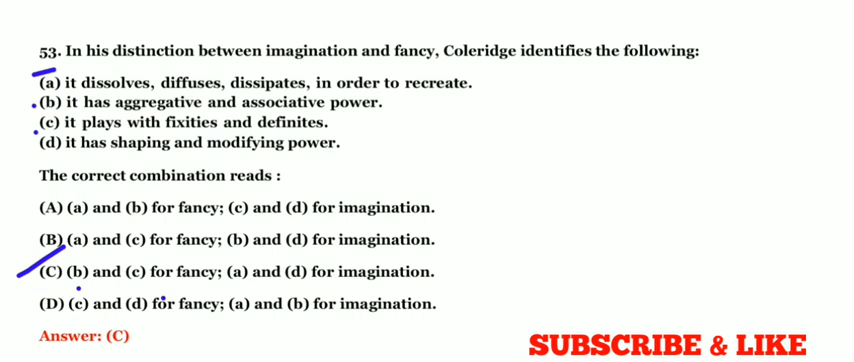 53. In his distinction between imagination and fancy, Coleridge identifies the following:
(a) it dissolves, diffuses, dissipates, in order to recreate.
(b) it has aggregative and associative power.
(c) it plays with fixities and definites.
(d) it has shaping and modifying power.
The correct combination reads :
(A) (a) and (b) for fancy; (c) and (d) for imagination.
(B) (a) and (c) for fancy; (b) and (d) for imagination.
(C) (b) and (c) for fancy; (a) and (d) for imagination.
(D) (c) and (d) for fancy; (a) and (b) for imagination.
Answer: (C)
SUBSCRIBE & LIKE